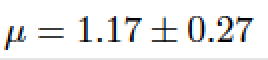 μ = 1.17 ± 0.27